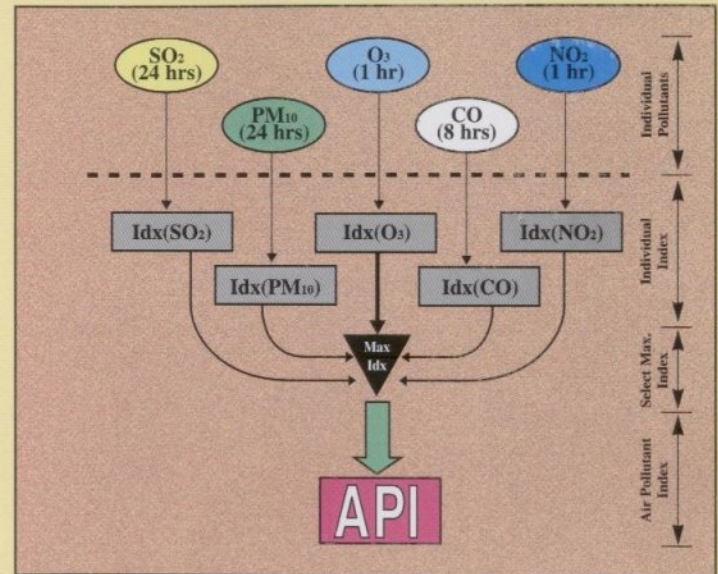 SO₂
(24 hrs)
O₃
(1 hr)
NO₂
(1 hr)
PM₁₀
(24 hrs)
CO
(8 hrs)
Individual
Pollutants
Idx(SO₂)
Idx(O₃)
Idx(NO₂)
Idx(PM₁₀)
Idx(CO)
Individual
Index
Max
Idx
Select Max.
Index
API
Air Pollutant
Index